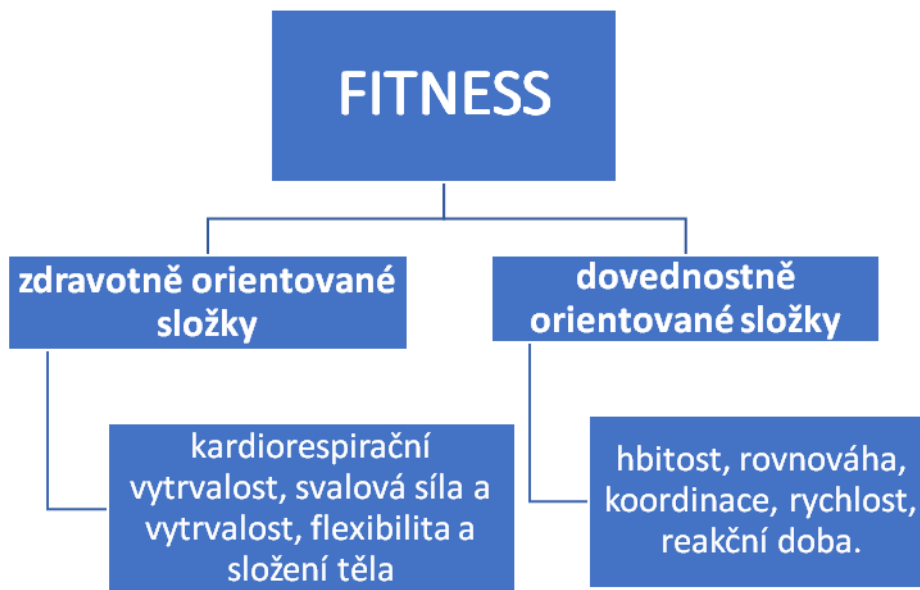 FITNESS
zdravotně orientované
složky
dovednostně
orientované složky
kardiorespirační
vytrvalost, svalová síla a
vytrvalost, flexibilita a
složení těla
hbitost, rovnováha,
koordinace, rychlost,
reakční doba.